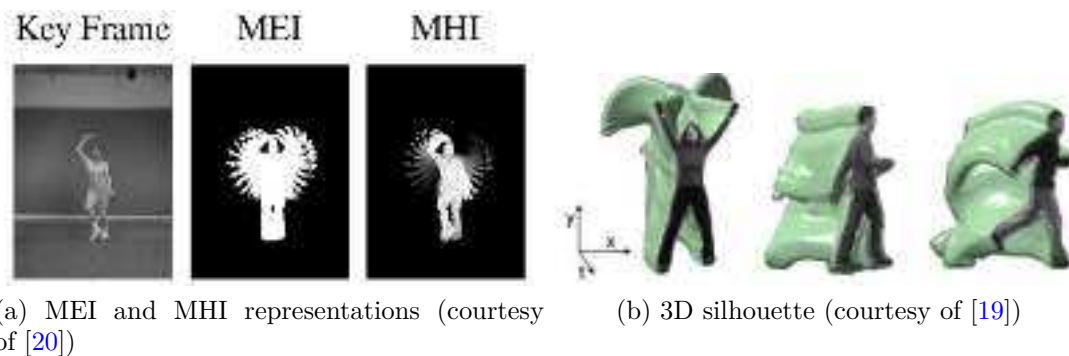 Key Frame MEI MHI
y
x
t
(a) MEI and MHI representations (courtesy
of [20])
(b) 3D silhouette (courtesy of [19])